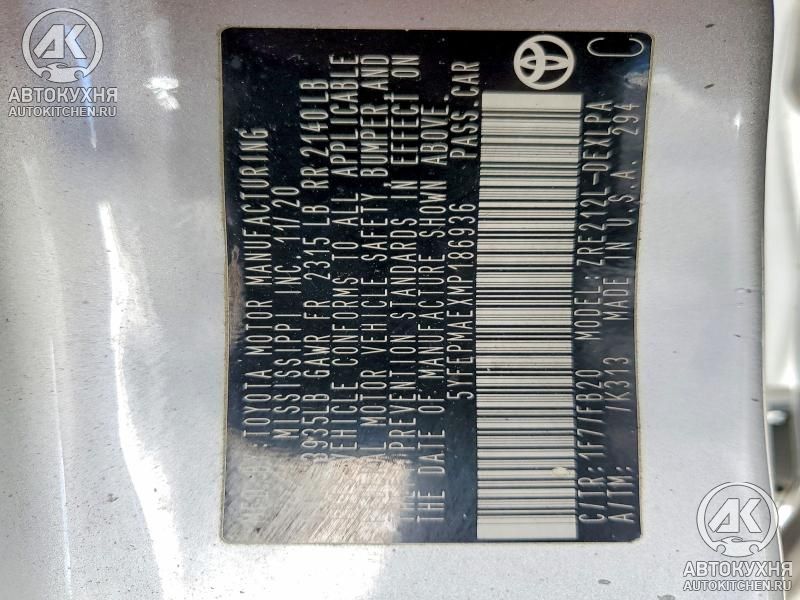 AK
АВТОКУХНЯ
AUTOKITCHEN.RU
TOYOTA MOTOR MANUFACTURING
MISSISSIPPI INC. 11/20
3935LB GAWR FR 2315 LB RR 2140LB
VEHICLE CONFORMS TO ALL APPLICABLE
MOTOR VEHICLE SAFETY, BUMPER, AND
PREVENTION STANDARDS IN EFFECT ON
THE DATE OF MANUFACTURE SHOWN ABOVE.
5YFEPMAEXMP186936 PASS.CAR
C/TR:1F7/FB20 MODEL: ZRE212L-DEXLPA
A/TM: /K313 MADE IN U.S.A. 294 C
AK
АВТОКУХНЯ
AUTOKITCHEN.RU